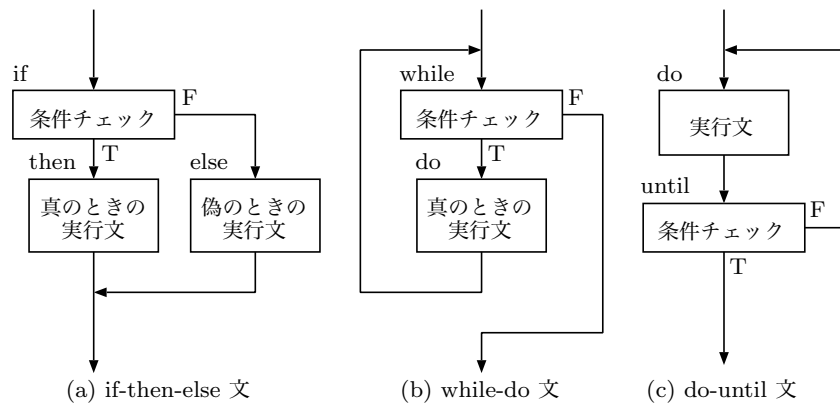 if
条件チェック
F
then
T
else
真のときの
実行文
偽のときの
実行文
(a) if-then-else 文
while
条件チェック
F
do
T
真のときの
実行文
(b) while-do 文
do
実行文
until
条件チェック
F
T
(c) do-until 文